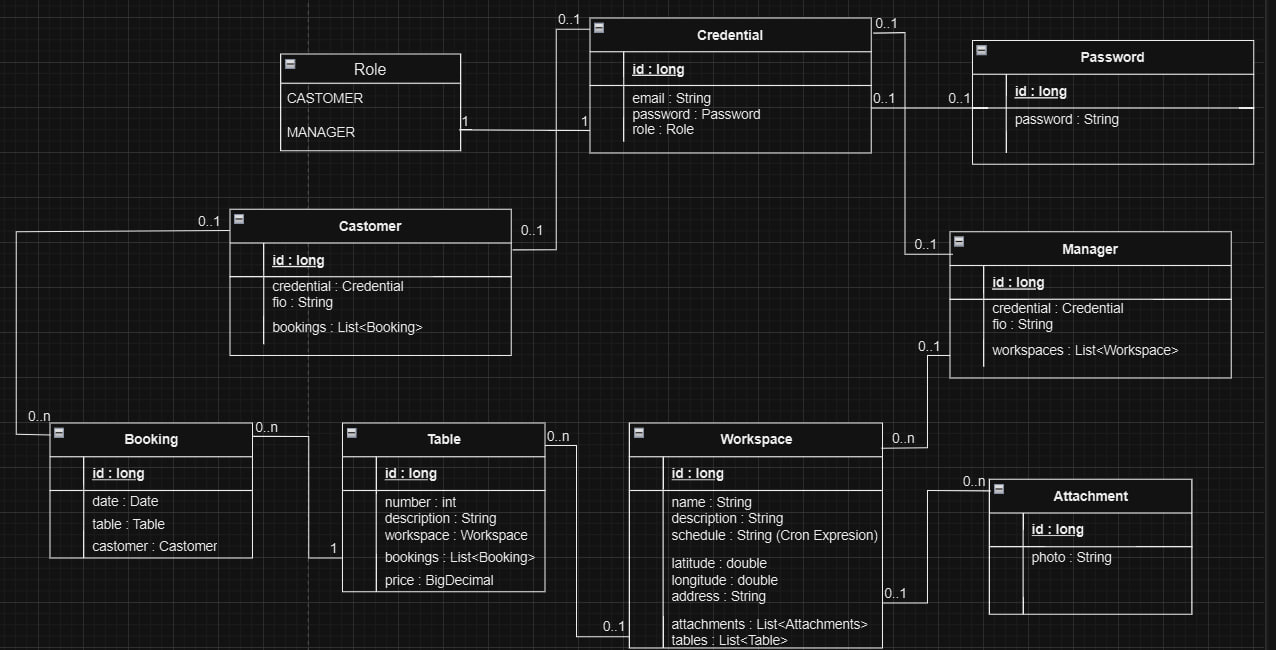 0..1
Credential
id : long
email : String
password : Password
role : Role
0..1
0..1
0..1
Password
id : long
password : String
Role
CASTOMER
MANAGER
1
1
0..1
Castomer
id : long
credential : Credential
fio : String
bookings : List<Booking>
0..1
0..1
Manager
id : long
credential : Credential
fio : String
workspaces : List<Workspace>
0..1
0..n
Booking
id : long
date : Date
table : Table
castomer : Castomer
0..n
1
Table
id : long
number : int
description : String
workspace : Workspace
bookings : List<Booking>
price : BigDecimal
0..n
0..1
Workspace
id : long
name : String
description : String
schedule : String (Cron Expresion)
latitude : double
longitude : double
address : String
attachments : List<Attachments>
tables : List<Table>
0..n
0..1
0..n
Attachment
id : long
photo : String